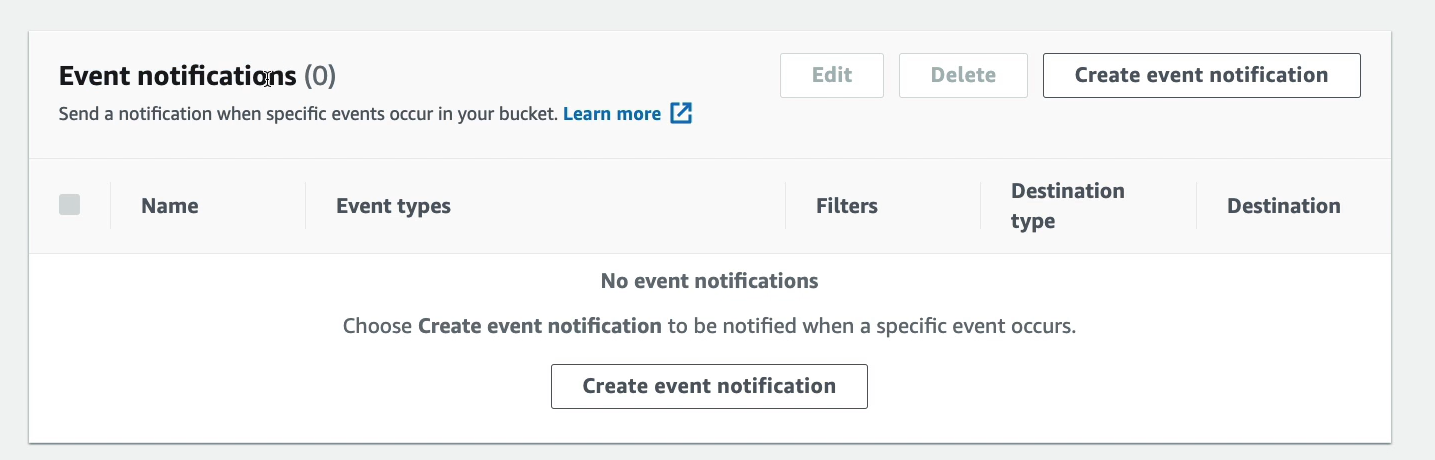 Event notifications (0)
Edit
Delete
Create event notification
Send a notification when specific events occur in your bucket. Learn more
Name
Event types
Filters
Destination
type
Destination
No event notifications
Choose Create event notification to be notified when a specific event occurs.
Create event notification